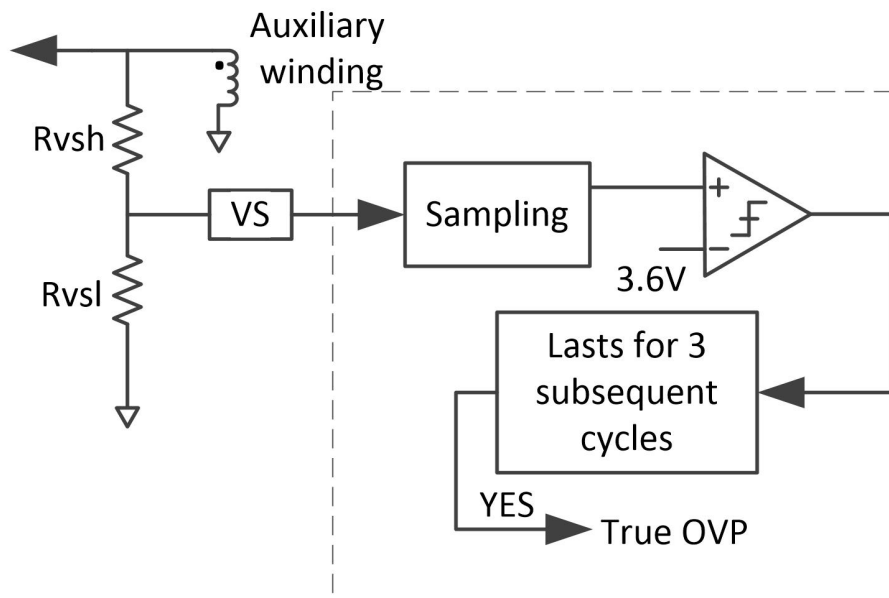 Auxiliary
winding
Rvsh
VS
Sampling
+
−
3.6V
Rvsl
Lasts for 3
subsequent
cycles
YES
True OVP